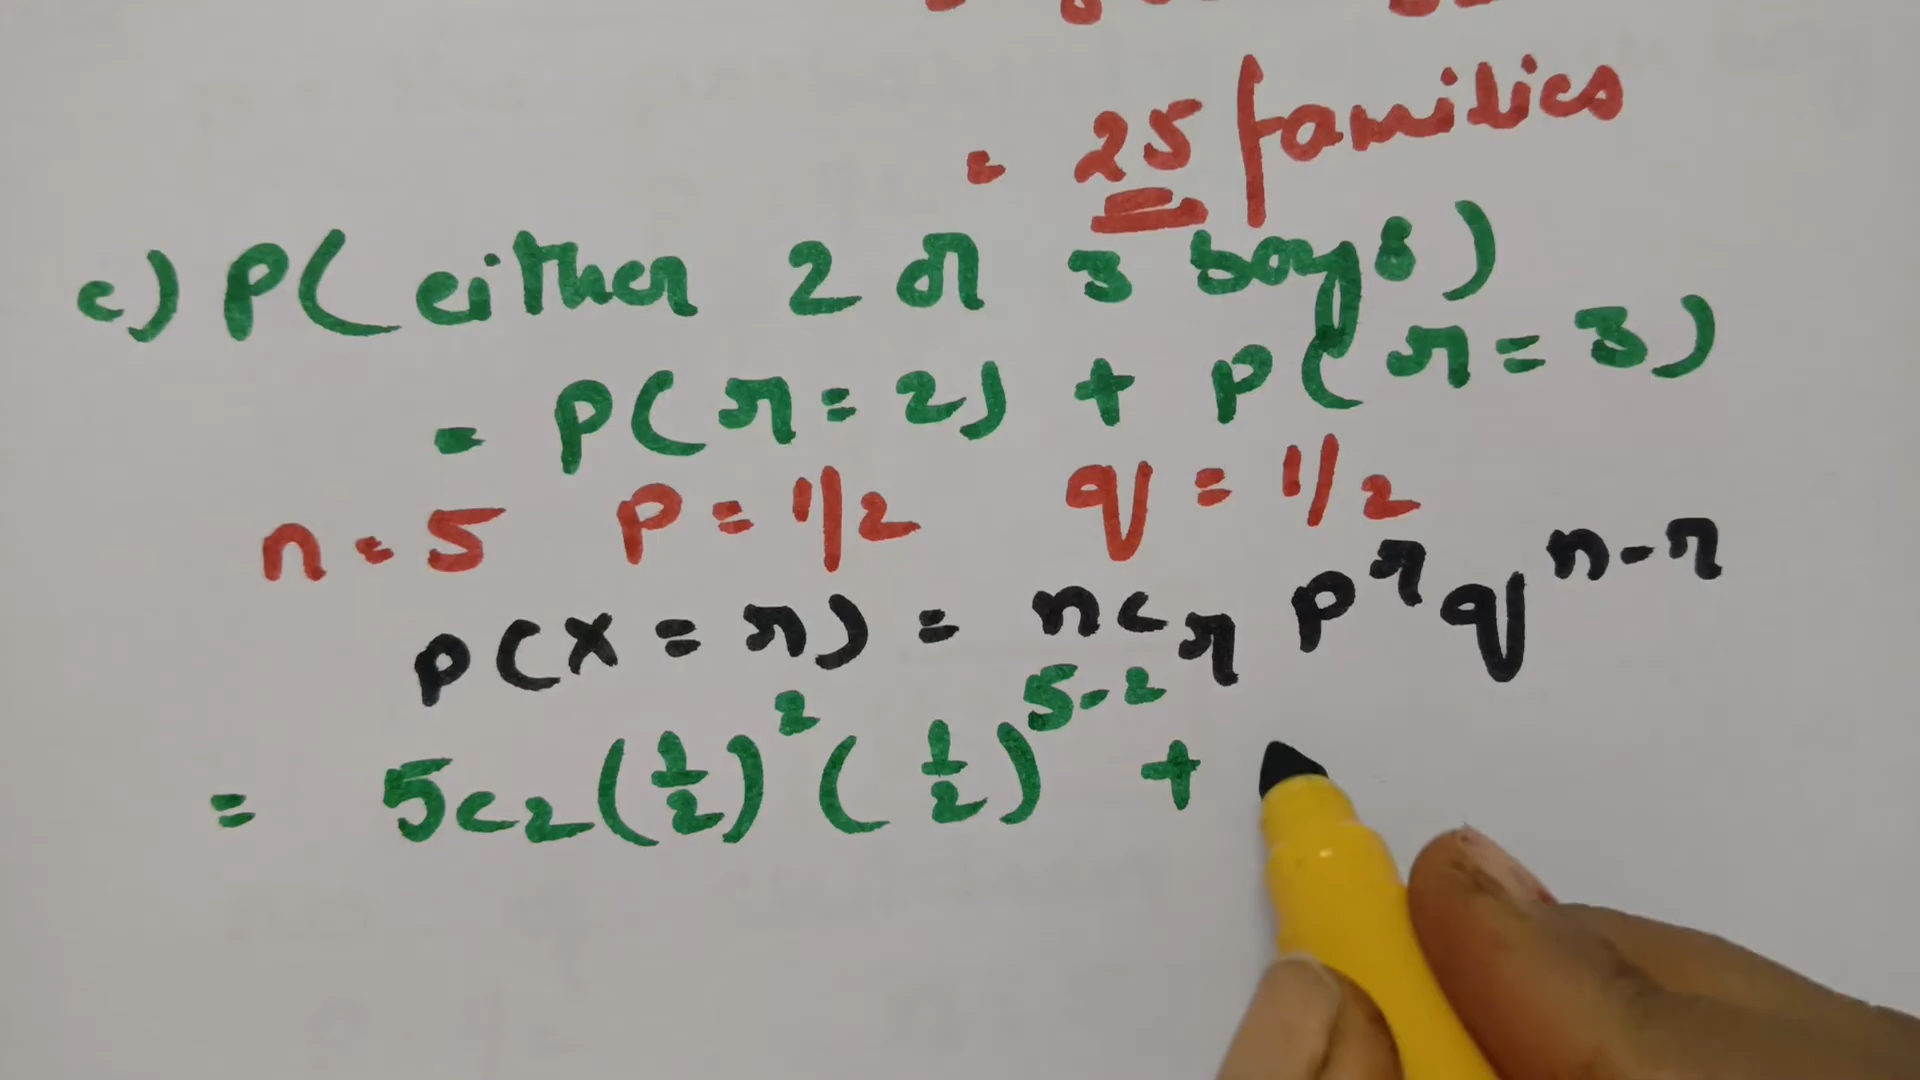 = 25 families
c) P( either 2 or 3 boys)
= P(r=2) + P(r=3)
n=5 P=1/2 q=1/2
P(X=r) = nCr P^r q^n-r
= 5C2 (1/2)^2 (1/2)^5-2 +